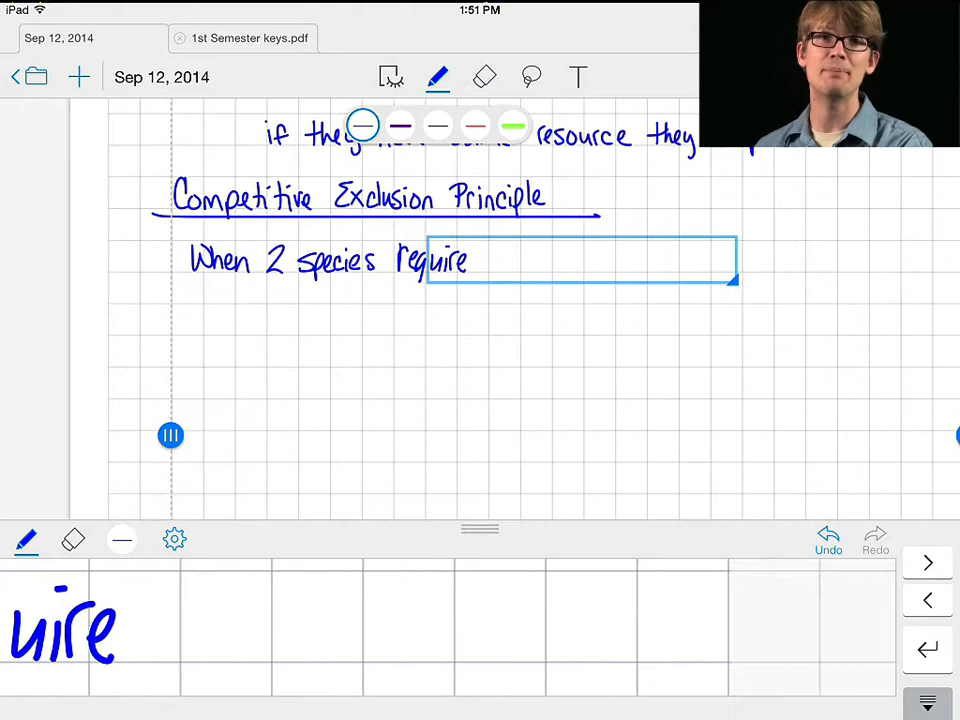 iPad 1:51 PM
Sep 12, 2014 1st Semester keys.pdf
Sep 12, 2014 T
if they resource they
Competitive Exclusion Principle
When 2 species require
Undo Redo
uire